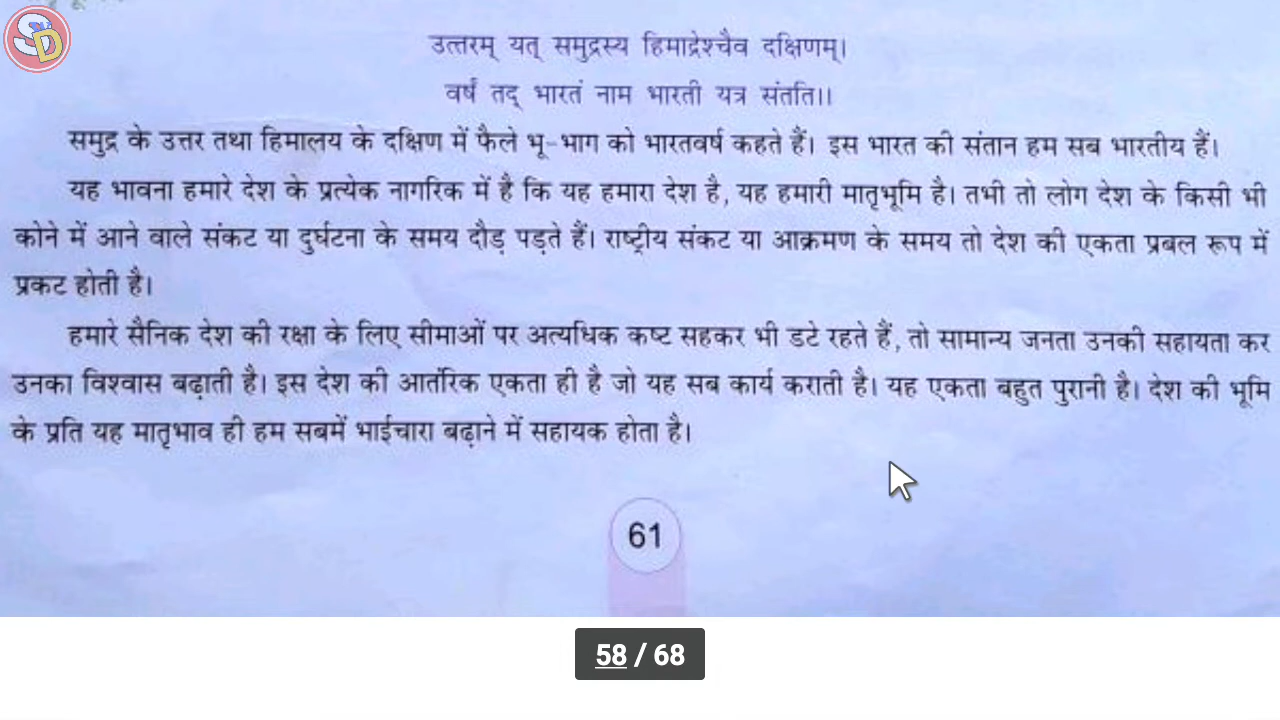 उत्तरम् यत् समुद्रस्य हिमाद्रेश्चैव दक्षिणम्।
वर्षं तद् भारतं नाम भारती यत्र संतति।।
समुद्र के उत्तर तथा हिमालय के दक्षिण में फैले भू-भाग को भारतवर्ष कहते हैं। इस भारत की संतान हम सब भारतीय हैं।
यह भावना हमारे देश के प्रत्येक नागरिक में है कि यह हमारा देश है, यह हमारी मातृभूमि है। तभी तो लोग देश के किसी भी
कोने में आने वाले संकट या दुर्घटना के समय दौड़ पड़ते हैं। राष्ट्रीय संकट या आक्रमण के समय तो देश की एकता प्रबल रूप में
प्रकट होती है।
हमारे सैनिक देश की रक्षा के लिए सीमाओं पर अत्यधिक कष्ट सहकर भी डटे रहते हैं, तो सामान्य जनता उनकी सहायता कर
उनका विश्वास बढ़ाती है। इस देश की आतंरिक एकता ही है जो यह सब कार्य कराती है। यह एकता बहुत पुरानी है। देश की भूमि
के प्रति यह मातृभाव ही हम सबमें भाईचारा बढ़ाने में सहायक होता है।
61
58 / 68